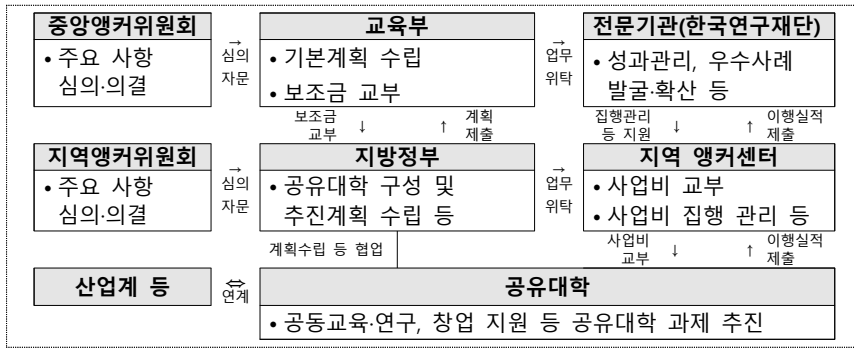 중앙앵커위원회
• 주요 사항
심의·의결
→
심의
자문
교육부
• 기본계획 수립
• 보조금 교부
→
업무
위탁
전문기관(한국연구재단)
• 성과관리, 우수사례
발굴·확산 등
보조금
교부 ↓
↑ 계획
제출
집행관리
등 지원 ↓
↑ 이행실적
제출
지역앵커위원회
• 주요 사항
심의·의결
→
심의
자문
지방정부
• 공유대학 구성 및
추진계획 수립 등
→
업무
위탁
지역 앵커센터
• 사업비 교부
• 사업비 집행 관리 등
계획수립 등 협업
사업비
교부 ↓
↑ 이행실적
제출
산업계 등
⇔
연계
공유대학
• 공동교육·연구, 창업 지원 등 공유대학 과제 추진